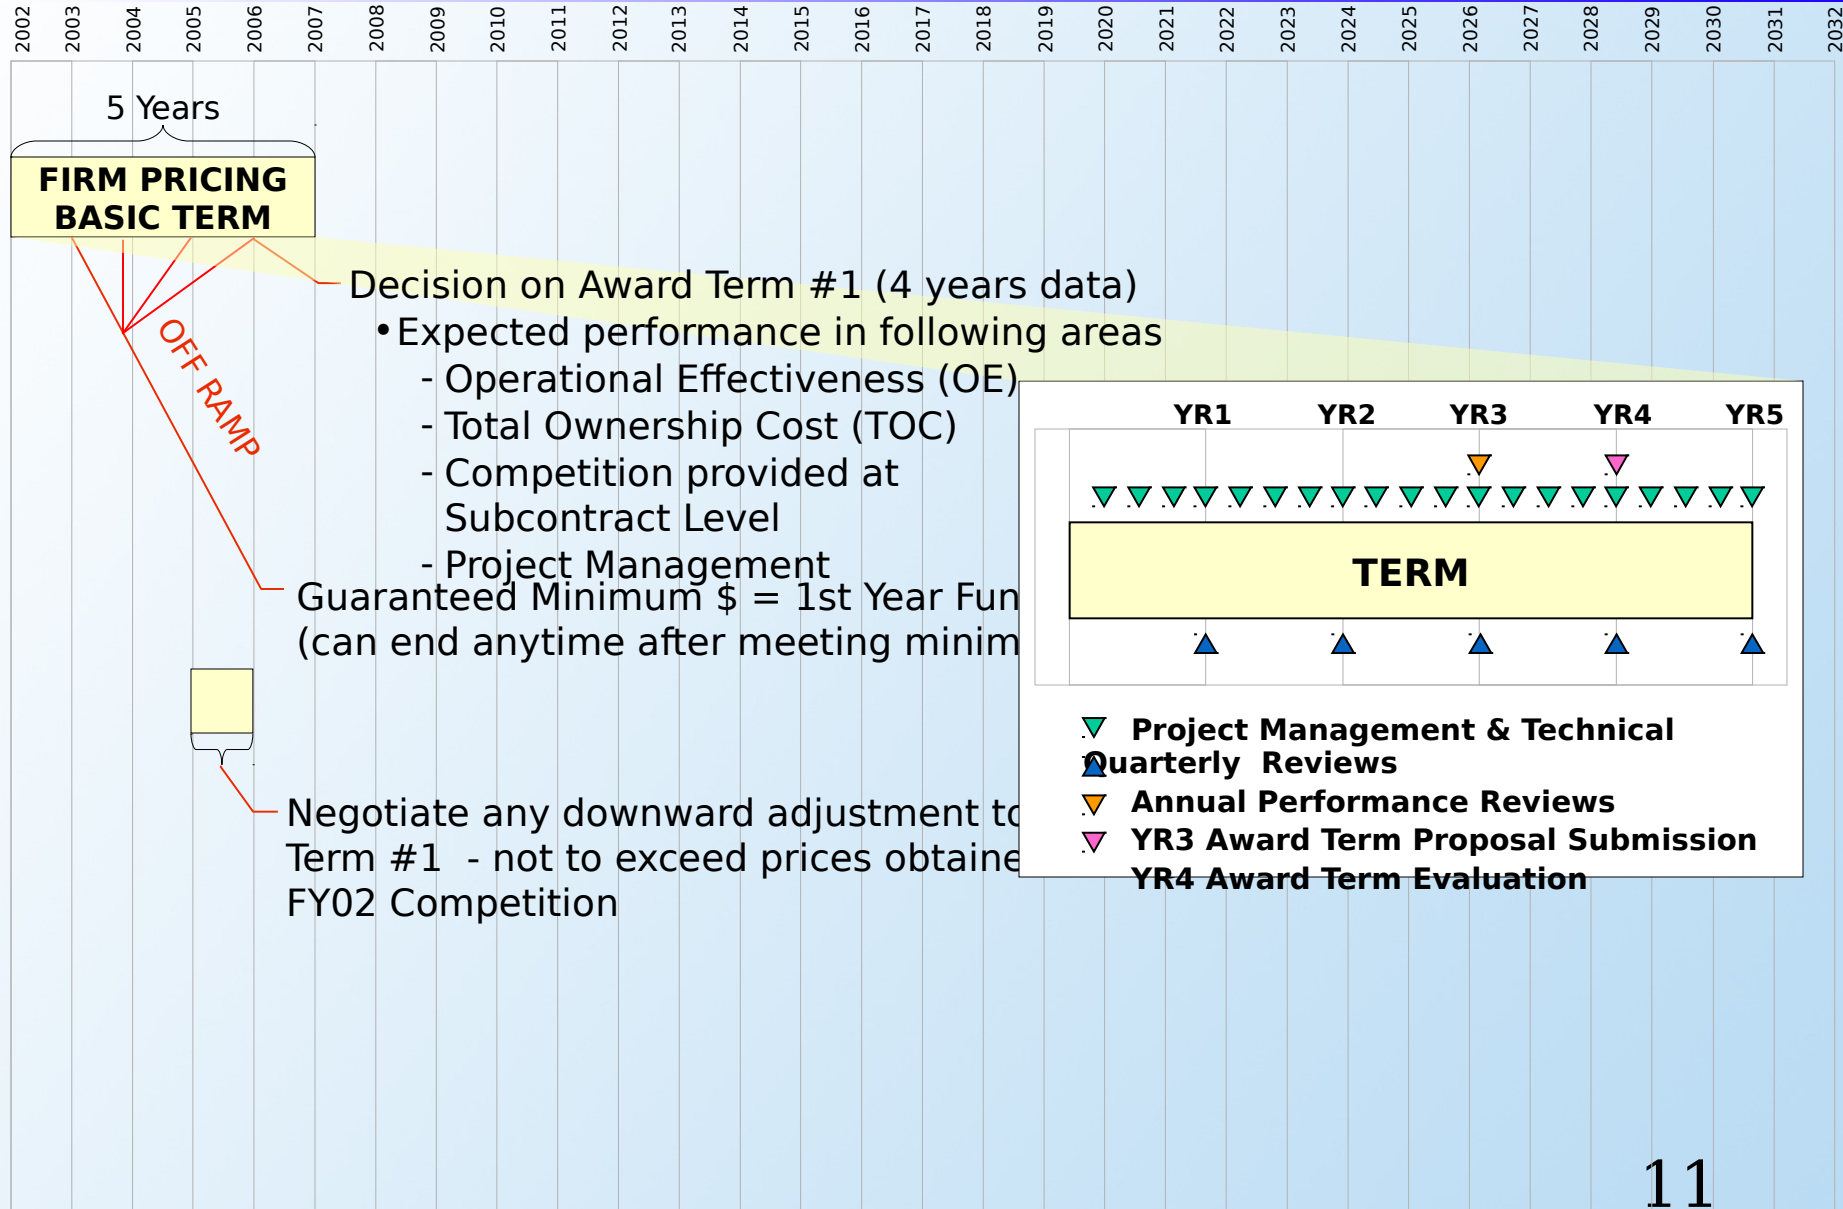 2002 2003 2004 2005 2006 2007 2008 2009 2010 2011 2012 2013 2014 2015 2016 2017 2018 2019 2020 2021 2022 2023 2024 2025 2026 2027 2028 2029 2030 2031 2032
5 Years
FIRM PRICING
BASIC TERM
OFF RAMP
Decision on Award Term #1 (4 years data)
•Expected performance in following areas
- Operational Effectiveness (OE)
- Total Ownership Cost (TOC)
- Competition provided at
Subcontract Level
- Project Management
Guaranteed Minimum $ = 1st Year Fun
(can end anytime after meeting minim
Negotiate any downward adjustment to
Term #1  - not to exceed prices obtaine
FY02 Competition
YR1 YR2 YR3 YR4 YR5
TERM
Project Management & Technical
Quarterly  Reviews
Annual Performance Reviews
YR3 Award Term Proposal Submission
YR4 Award Term Evaluation
11